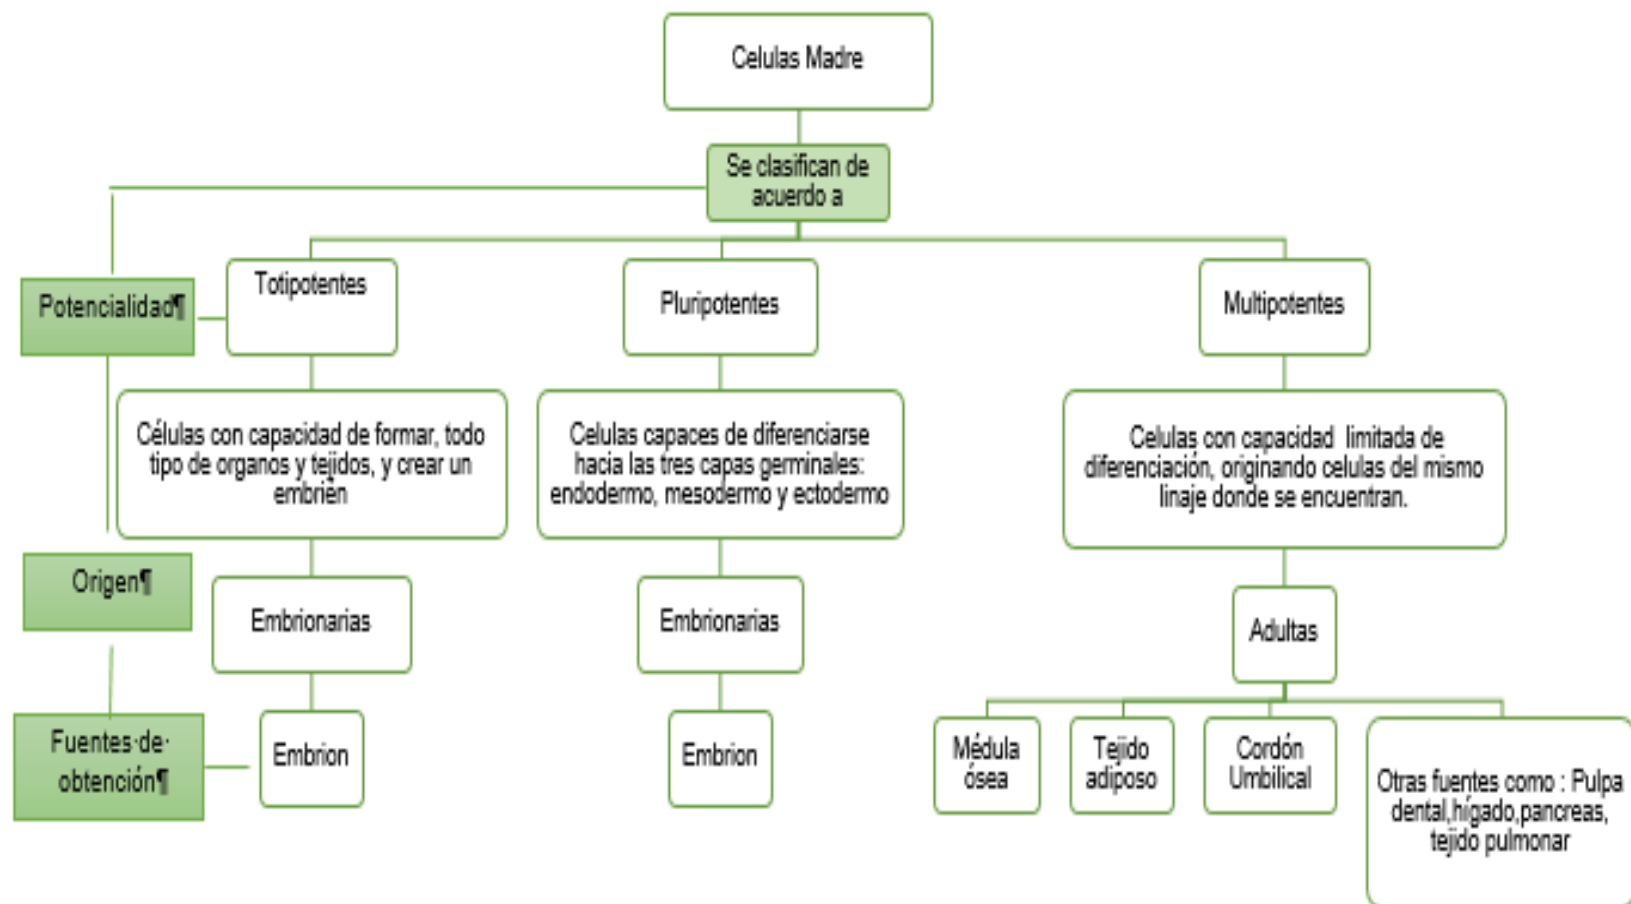 Celulas Madre
Se clasifican de
acuerdo a
Potencialidad¶
Totipotentes
Pluripotentes
Multipotentes
Células con capacidad de formar, todo
tipo de organos y tejidos, y crear un
embrién
Celulas capaces de diferenciarse
hacia las tres capas germinales:
endodermo, mesodermo y ectodermo
Celulas con capacidad limitada de
diferenciación, originando celulas del mismo
linaje donde se encuentran.
Origen¶
Embrionarias
Embrionarias
Adultas
Fuentes·de·
obtención¶
Embrion
Embrion
Médula
ósea
Tejido
adiposo
Cordón
Umbilical
Otras fuentes como : Pulpa
dental,hígado,pancreas,
tejido pulmonar